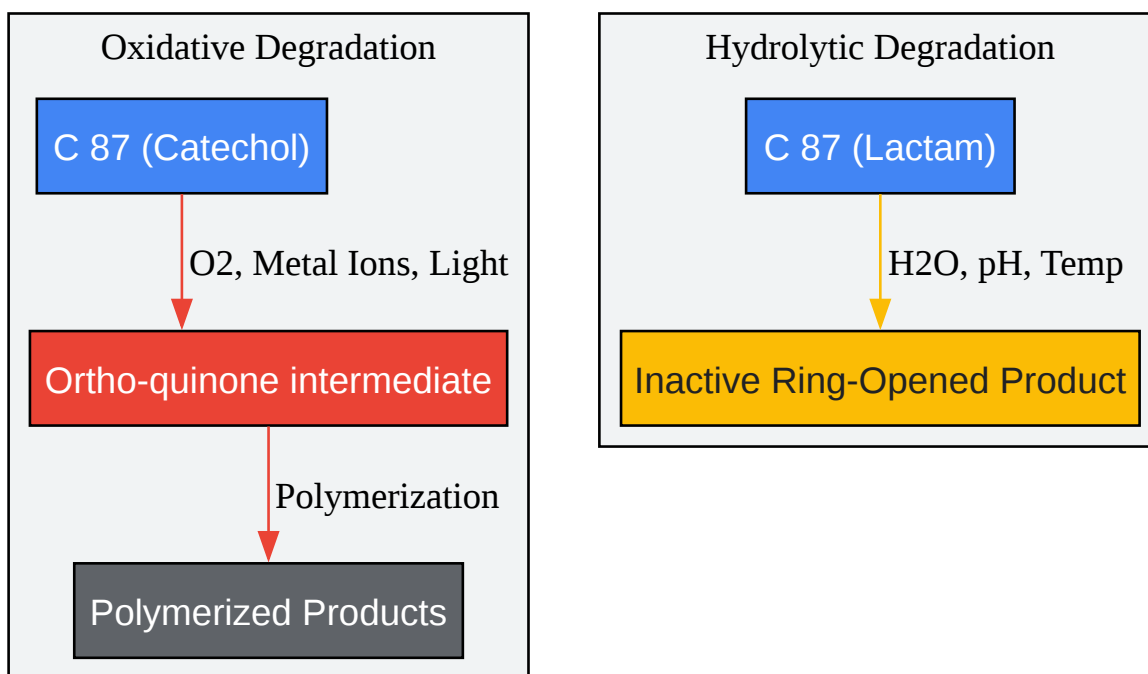 Oxidative Degradation
C 87 (Catechol)
O2, Metal Ions, Light
Ortho-quinone intermediate
Polymerization
Polymerized Products
Hydrolytic Degradation
C 87 (Lactam)
H2O, pH, Temp
Inactive Ring-Opened Product